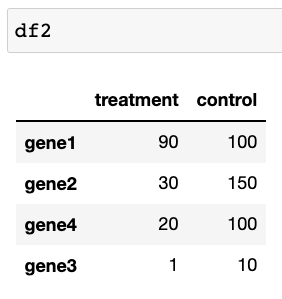 df2
treatment control
gene1 90 100
gene2 30 150
gene4 20 100
gene3 1 10